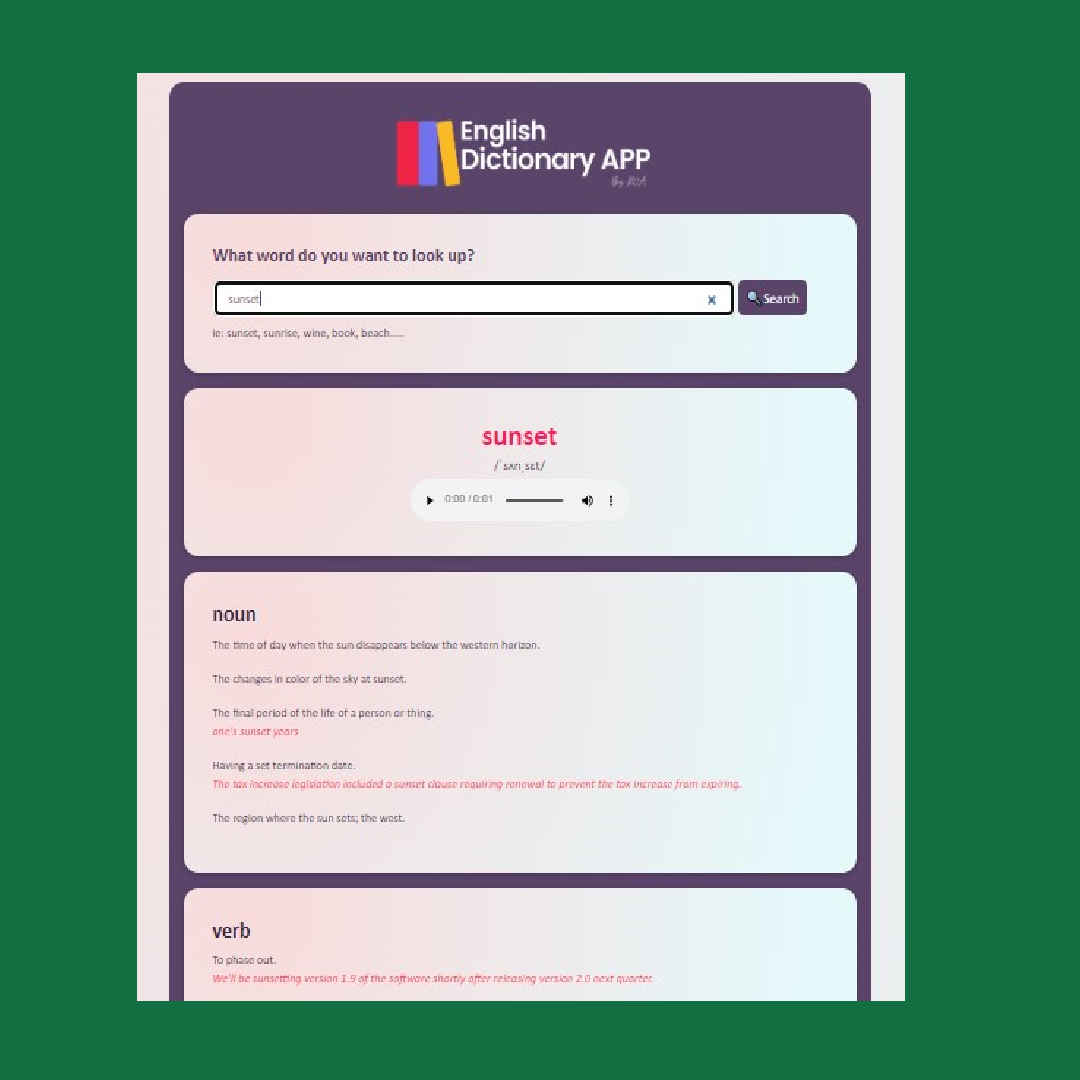 English
Dictionary APP
What word do you want to look up?
sunset
x
Search
ie: sunset, sunrise, wine, book, beach.....
sunset
/ˈsʌnˌsɛt/
0:00 / 0:01
noun
The time of day when the sun disappears below the western horizon.
The changes in color of the sky at sunset.
The final period of the life of a person or thing.
one's sunset years
Having a set termination date.
The tax increase legislation included a sunset clause requiring renewal to prevent the tax increase from expiring.
The region where the sun sets; the west.
verb
To phase out.
We'll be sunsetting version 1.9 of the software shortly after releasing version 2.0 next quarter.